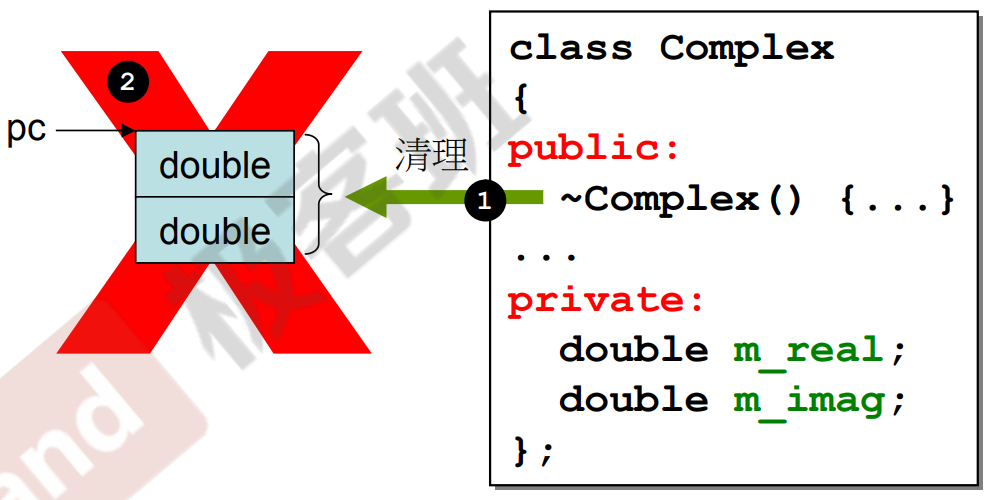 2
pc
double
double
清理
1
class Complex
{
public:
~Complex() {...}
...
private:
double m_real;
double m_imag;
};
极客班
and